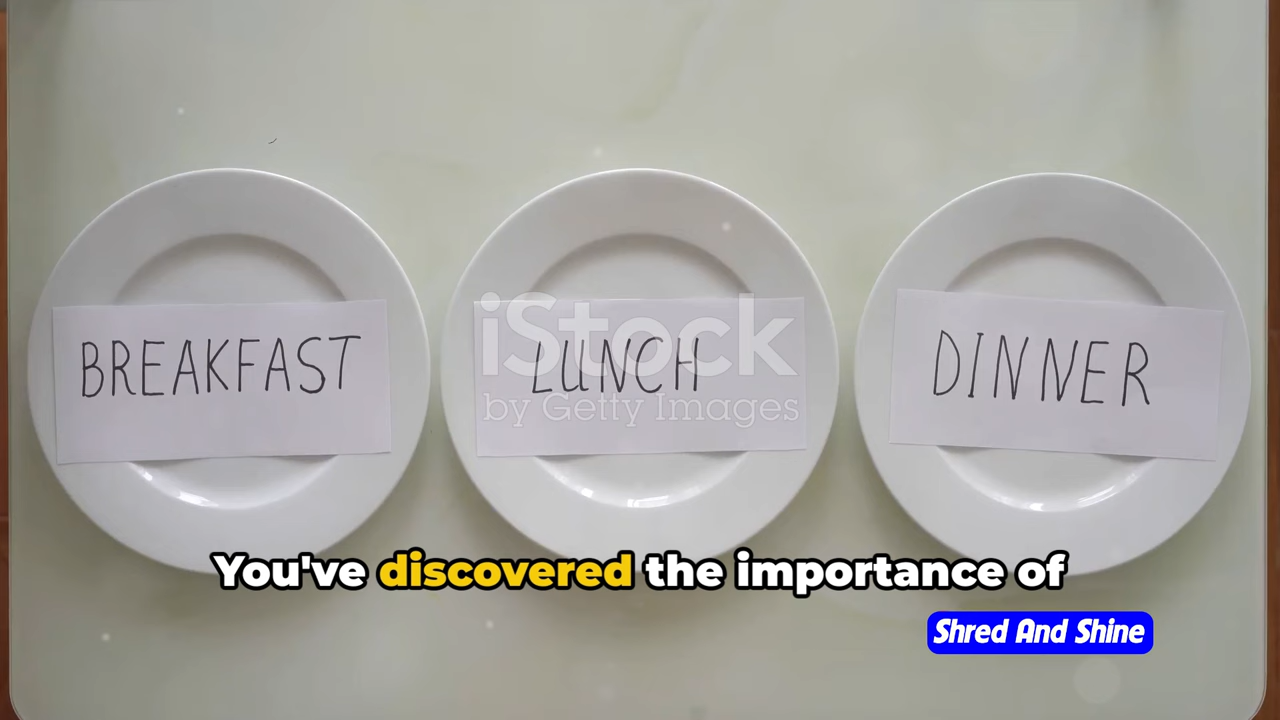 BREAKFAST
LUNCH
DINNER
iStock
by Getty Images
You've discovered the importance of
Shred And Shine